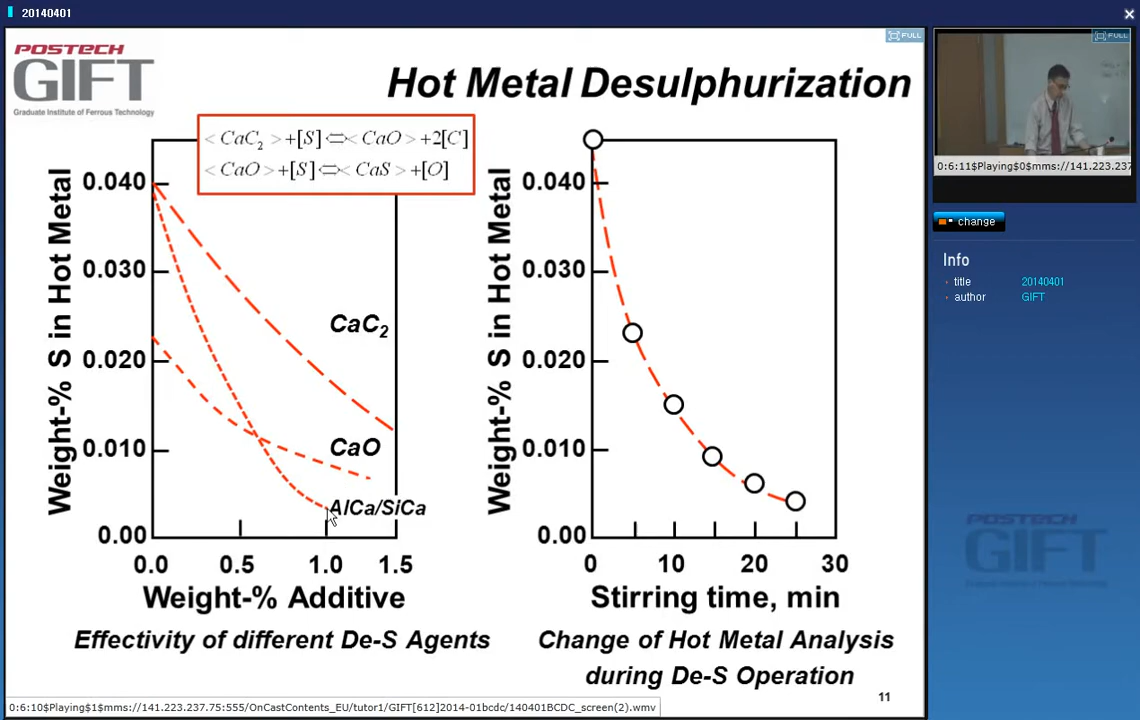 20140401
POSTECH
GIFT
Graduate Institute of Ferrous Technology
FULL
Hot Metal Desulphurization
< CaC₂ > +[S] ⇔ < CaO > +2[C]
< CaO > +[S] ⇔ < CaS > +[O]
Weight-% S in Hot Metal
0.040
0.030
0.020
0.010
0.00
CaC₂
CaO
AlCa/SiCa
0.0 0.5 1.0 1.5
Weight-% Additive
Effectivity of different De-S Agents
Weight-% S in Hot Metal
0.040
0.030
0.020
0.010
0.00
0 10 20 30
Stirring time, min
Change of Hot Metal Analysis
during De-S Operation
11
0:6:10$Playing$1$mms://141.223.237.75:555/OnCastContents_EU/tutor1/GIFT[612]2014-01bcdc/140401BCDC_screen(2).wmv
FULL
0:6:11$Playing$0$mms://141.223.237
change
Info
title 20140401
author GIFT
POSTECH
GIFT